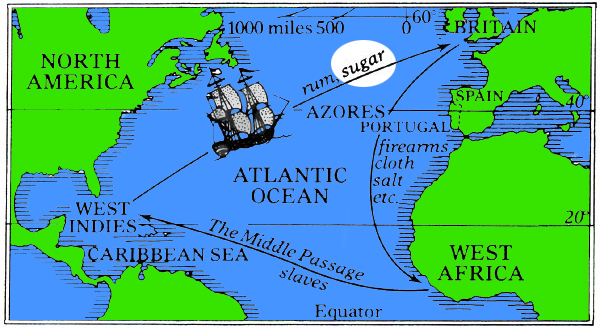 1000 miles 500 0
60°
BRITAIN
NORTH
AMERICA
rum, sugar
SPAIN
40°
AZORES
PORTUGAL
firearms
cloth
salt
etc.
ATLANTIC
OCEAN
WEST
INDIES
20°
The Middle Passage
slaves
CARIBBEAN SEA
WEST
AFRICA
Equator